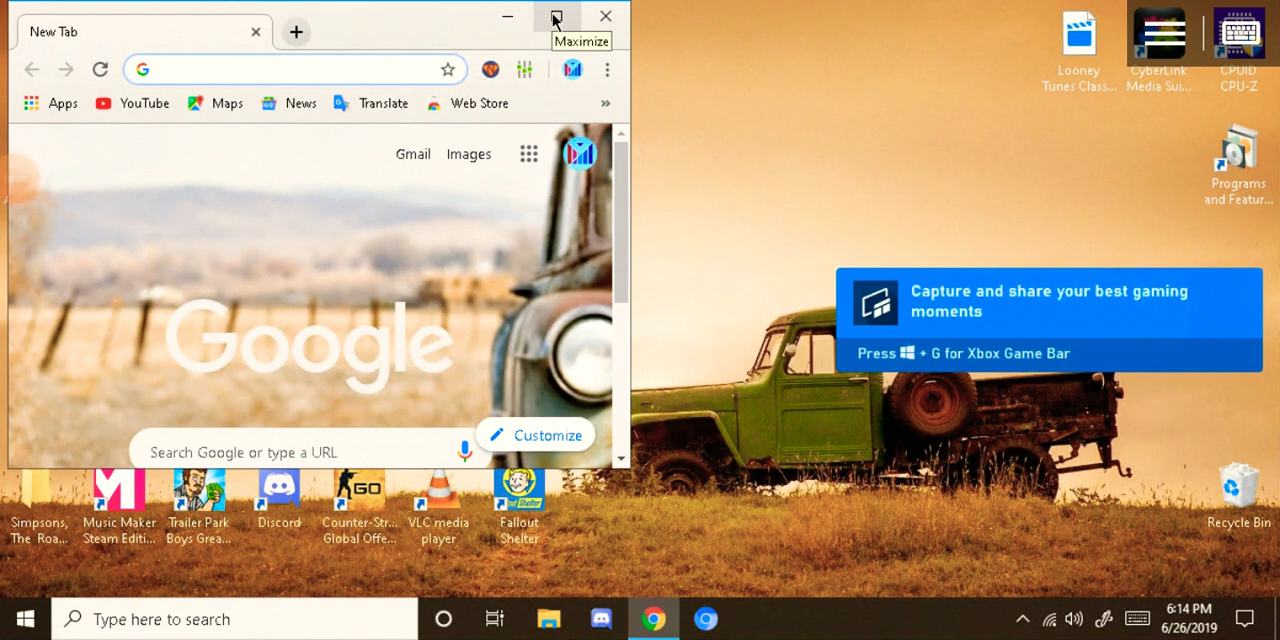 New Tab
Maximize
Apps
YouTube
Maps
News
Translate
Web Store
»
Gmail
Images
Google
Search Google or type a URL
Customize
Looney
Tunes Class...
CyberLink
Media Sui...
CPUID
CPU-Z
Programs
and Featur...
Capture and share your best gaming
moments
Press + G for Xbox Game Bar
Simpsons,
The Roa...
Music Maker
Steam Editi...
Trailer Park
Boys Grea...
Discord
GO
Counter-Str...
Global Offe...
VLC media
player
Fallout
Shelter
Recycle Bin
Type here to search
6:14 PM
6/26/2019